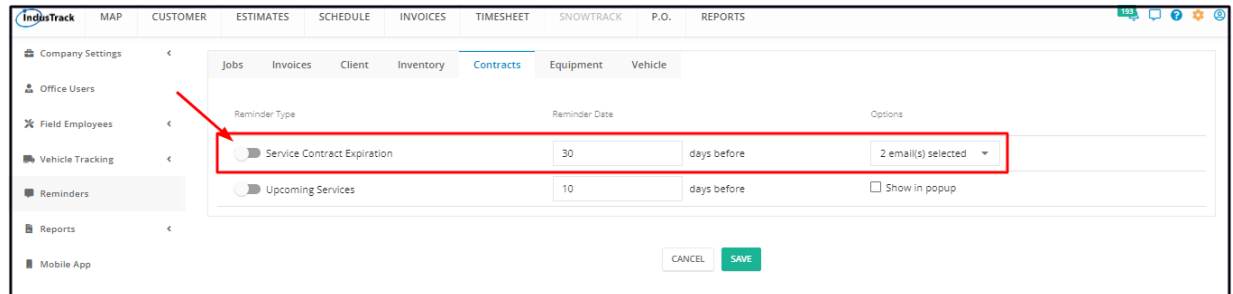 IndusTrack MAP CUSTOMER ESTIMATES SCHEDULE INVOICES TIMESHEET SNOWTRACK P.O. REPORTS 193
Company Settings
Office Users
Field Employees
Vehicle Tracking
Reminders
Reports
Mobile App
Jobs Invoices Client Inventory Contracts Equipment Vehicle
Reminder Type Reminder Date Options
Service Contract Expiration 30 days before 2 email(s) selected
Upcoming Services 10 days before Show in popup
CANCEL SAVE